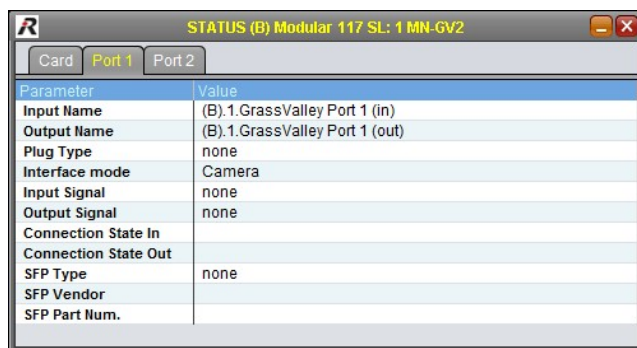 STATUS (B) Modular 117 SL: 1 MN-GV2
Card Port 1 Port 2
Parameter Value
Input Name (B).1.GrassValley Port 1 (in)
Output Name (B).1.GrassValley Port 1 (out)
Plug Type none
Interface mode Camera
Input Signal none
Output Signal none
Connection State In
Connection State Out
SFP Type none
SFP Vendor
SFP Part Num.